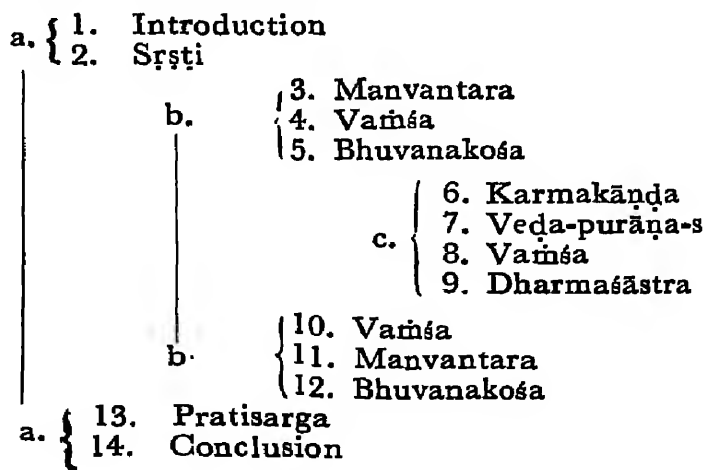 a. 1. Introduction
2. Sṛṣṭi
b. 3. Manvantara
4. Vaṁśa
5. Bhuvanakośa
c. 6. Karmakāṇḍa
7. Veḍa-purāṇa-s
8. Vaṁśa
9. Dharmaśāstra
b. 10. Vaṁśa
11. Manvantara
12. Bhuvanakośa
a. 13. Pratisarga
14. Conclusion